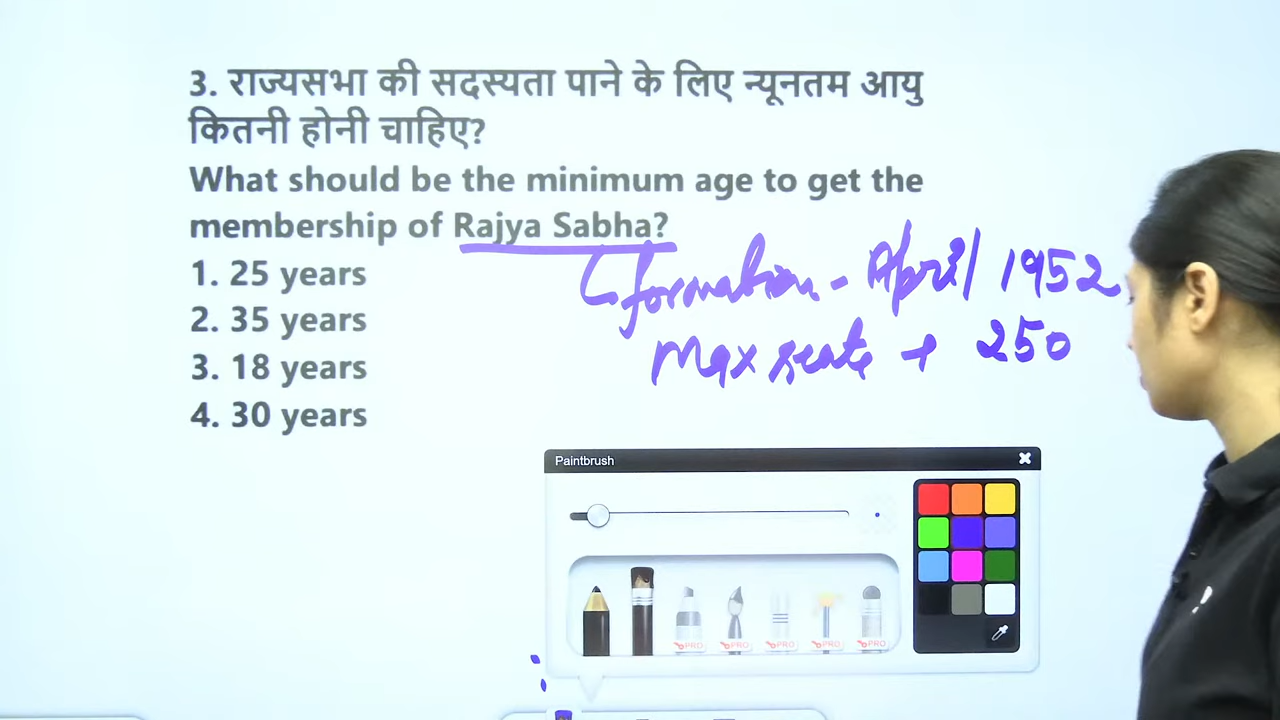 3. राज्यसभा की सदस्यता पाने के लिए न्यूनतम आयु
कितनी होनी चाहिए?
What should be the minimum age to get the
membership of Rajya Sabha?
1. 25 years
2. 35 years
3. 18 years
4. 30 years
formation - April 1952
Max seats → 250
Paintbrush
PRO PRO PRO PRO PRO